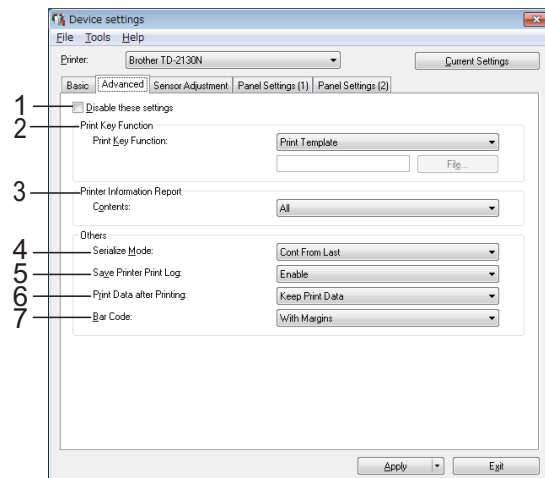 Device settings
File Tools Help
Printer: Brother TD-2130N Current Settings
Basic Advanced Sensor Adjustment Panel Settings (1) Panel Settings (2)
1 Disable these settings
2 Print Key Function
Print Key Function: Print Template
File...
3 Printer Information Report
Contents: All
Others
4 Serialize Mode: Cont From Last
5 Save Printer Print Log: Enable
6 Print Data after Printing: Keep Print Data
7 Bar Code: With Margins
Apply Exit